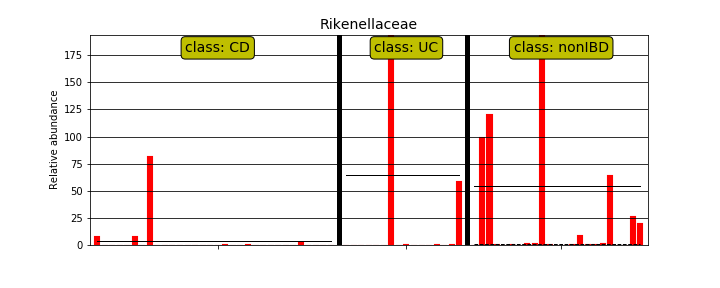 Rikenellaceae
class: CD
class: UC
class: nonIBD
Relative abundance
175
150
125
100
75
50
25
0